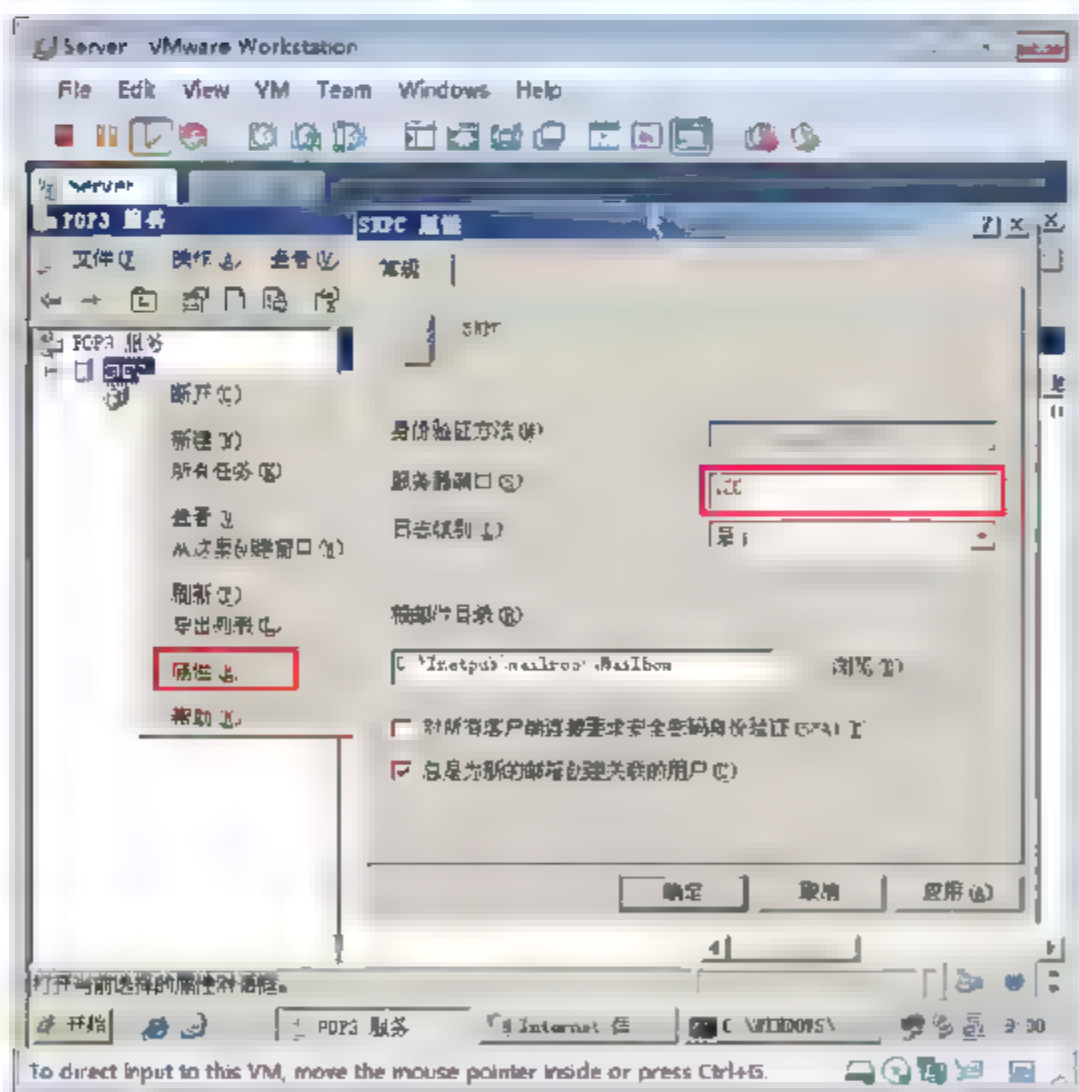 Server VMware Workstation
File Edit View VM Team Windows Help
Server
POP3 服务
属性
文件 操作 查看
常规
POP3 服务
断开
新建
身份验证方法
所有任务
服务器端口
查看
日志级别
从这里创建窗口
刷新
导出列表
根邮件目录
属性
浏览
帮助
对所有客户端连接要求安全密码身份验证 (SPA)
总是为新的邮箱创建关联的用户
确定 取消 应用 (A)
打开当前选择的属性对话框。
开始 POP3 服务 Internet 信 C:\WINDOWS\
To direct input to this VM, move the mouse pointer inside or press Ctrl+G.